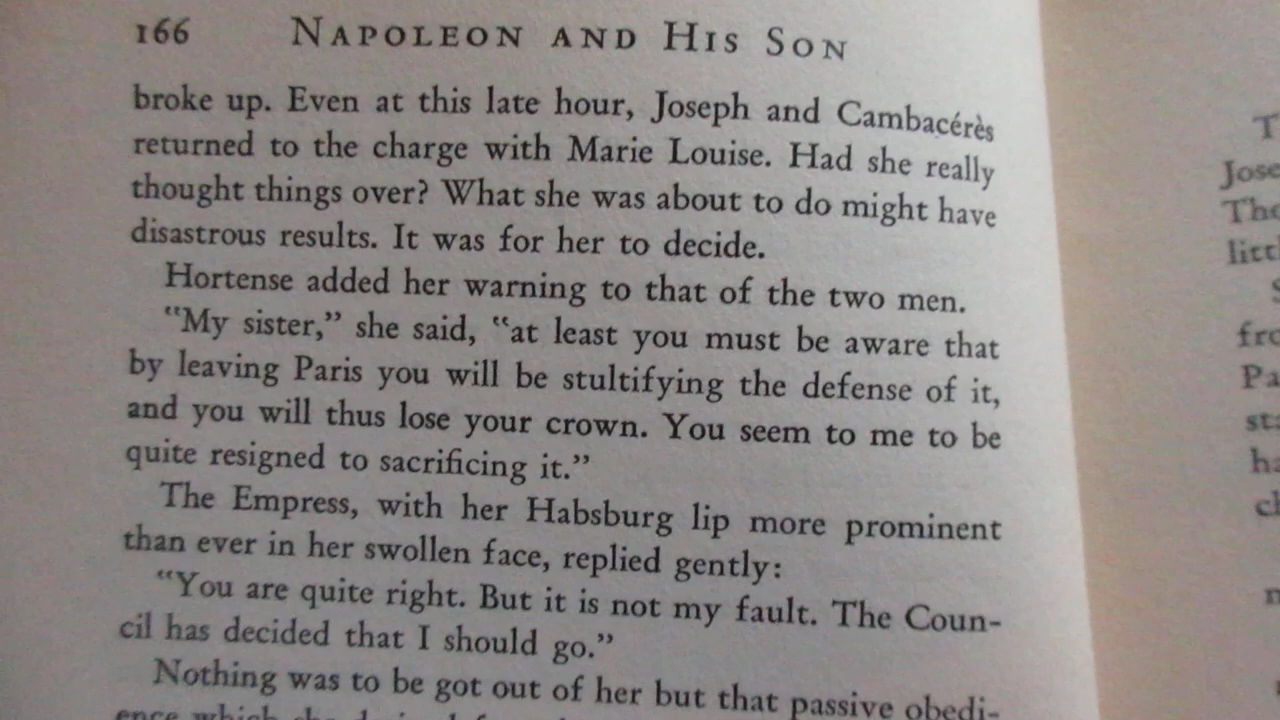 166 NAPOLEON AND HIS SON
broke up. Even at this late hour, Joseph and Cambacérès
returned to the charge with Marie Louise. Had she really
thought things over? What she was about to do might have
disastrous results. It was for her to decide.
Hortense added her warning to that of the two men.
“My sister,” she said, “at least you must be aware that
by leaving Paris you will be stultifying the defense of it,
and you will thus lose your crown. You seem to me to be
quite resigned to sacrificing it.”
The Empress, with her Habsburg lip more prominent
than ever in her swollen face, replied gently:
“You are quite right. But it is not my fault. The Coun-
cil has decided that I should go.”
Nothing was to be got out of her but that passive obedi-
ence which she